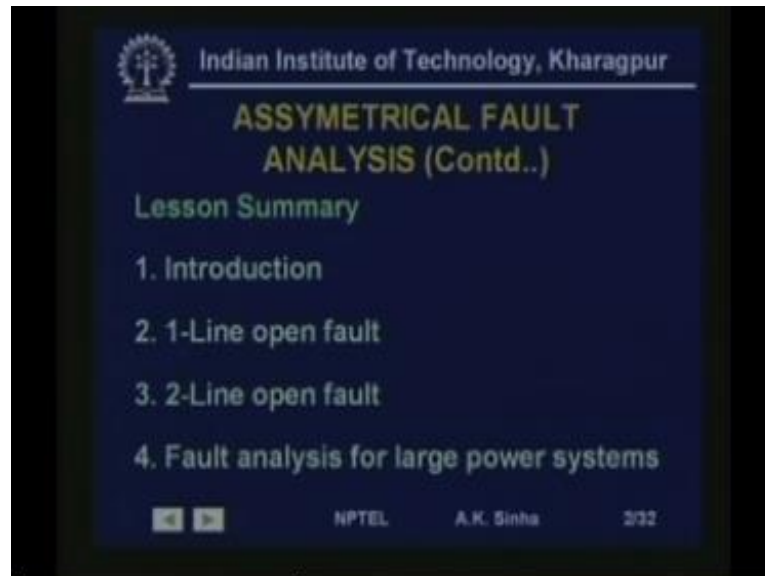 Indian Institute of Technology, Kharagpur
ASSYMETRICAL FAULT
ANALYSIS (Contd..)
Lesson Summary
1. Introduction
2. 1-Line open fault
3. 2-Line open fault
4. Fault analysis for large power systems
NPTEL A.K. Sinha 2/32